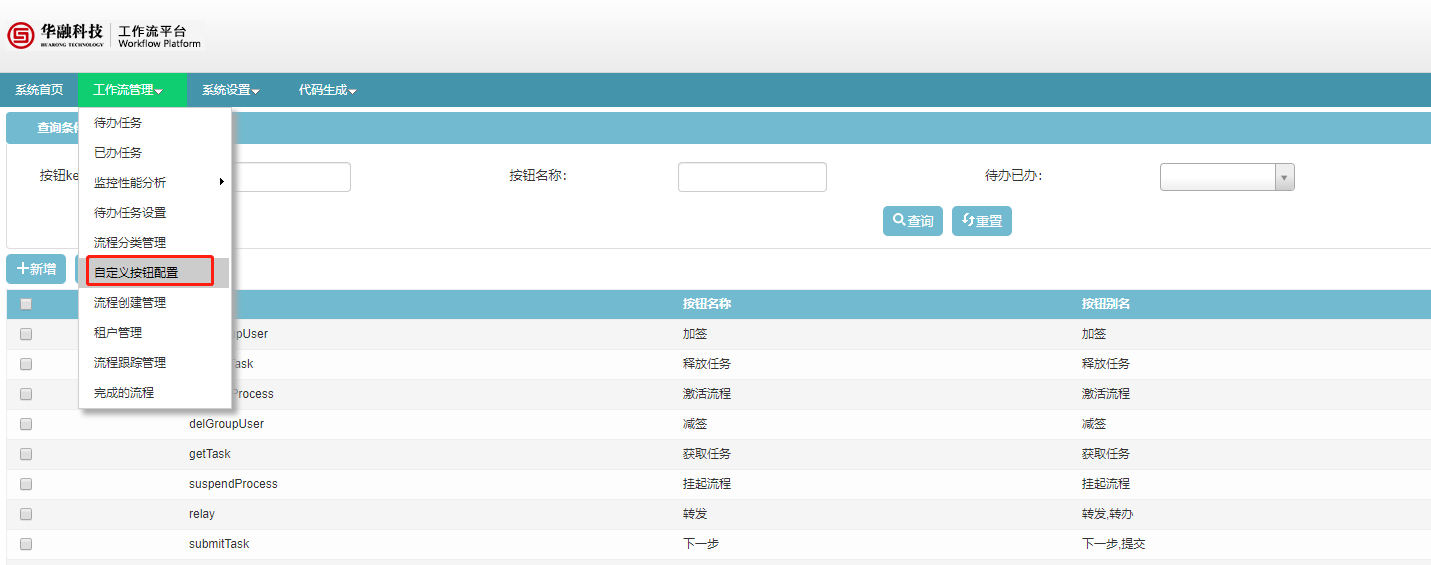 华融科技 工作流平台
HUARONG TECHNOLOGY Workflow Platform
系统首页 工作流管理 系统设置 代码生成
查询条
按钮ke 按钮名称: 待办已办:
查询 重置
新增
待办任务
已办任务
监控性能分析
待办任务设置
流程分类管理
自定义按钮配置
流程创建管理
租户管理
流程跟踪管理
完成的流程
按钮名称 按钮别名
upUser 加签 加签
ask 释放任务 释放任务
Process 激活流程 激活流程
delGroupUser 减签 减签
getTask 获取任务 获取任务
suspendProcess 挂起流程 挂起流程
relay 转发 转发,转办
submitTask 下一步 下一步,提交